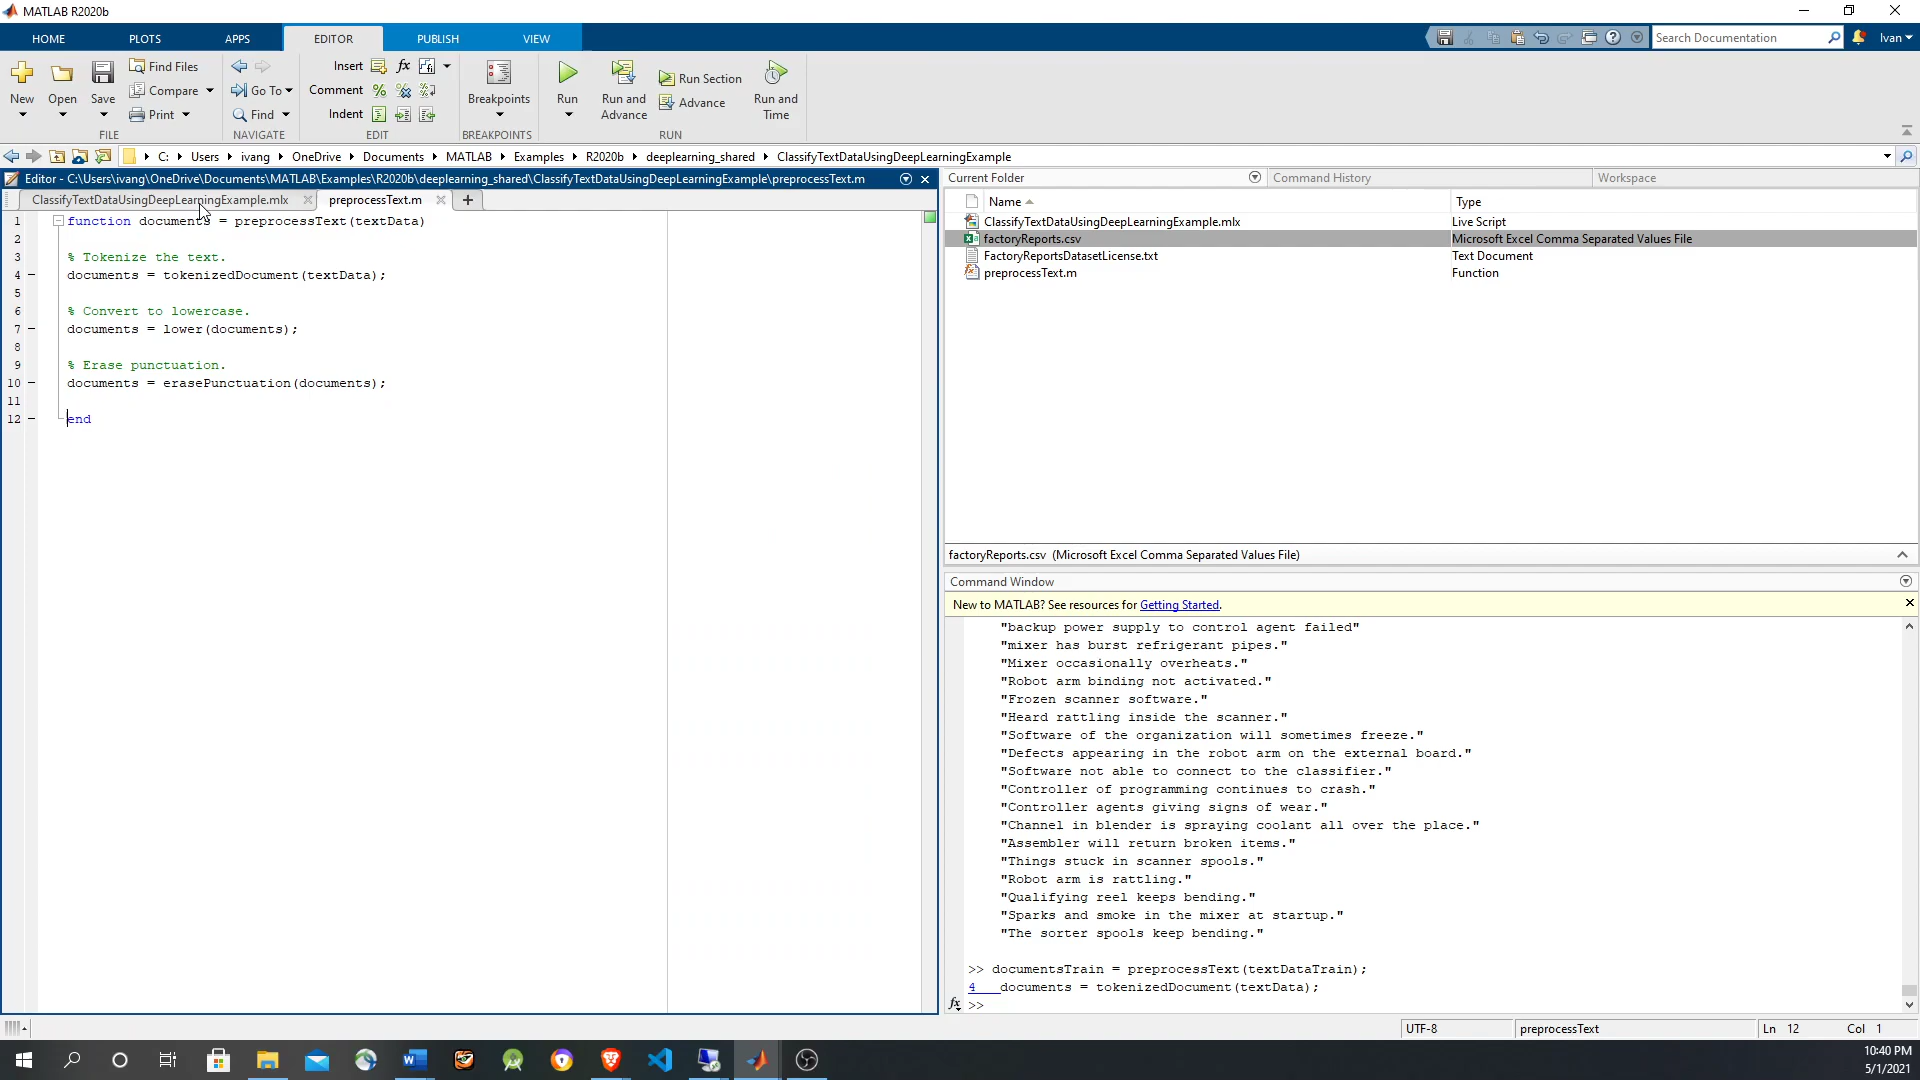 MATLAB R2020b
HOME PLOTS APPS EDITOR PUBLISH VIEW
Search Documentation
Ivan
New Open Save
Find Files
Compare
Print
FILE
Go To
Find
NAVIGATE
Insert fx
Comment % %
Indent
EDIT
Breakpoints
BREAKPOINTS
Run
Run and Advance
Run Section
Advance
Run and Time
RUN
C: Users ivang OneDrive Documents MATLAB Examples R2020b deeplearning_shared ClassifyTextDataUsingDeepLearningExample
Editor - C:\Users\ivang\OneDrive\Documents\MATLAB\Examples\R2020b\deeplearning_shared\ClassifyTextDataUsingDeepLearningExample\preprocessText.m
ClassifyTextDataUsingDeepLearningExample.mlx preprocessText.m
1 function documents = preprocessText(textData)
2
3 % Tokenize the text.
4 documents = tokenizedDocument(textData);
5
6 % Convert to lowercase.
7 documents = lower(documents);
8
9 % Erase punctuation.
10 documents = erasePunctuation(documents);
11
12 end
Current Folder Command History Workspace
Name Type
ClassifyTextDataUsingDeepLearningExample.mlx Live Script
factoryReports.csv Microsoft Excel Comma Separated Values File
FactoryReportsDatasetLicense.txt Text Document
preprocessText.m Function
factoryReports.csv (Microsoft Excel Comma Separated Values File)
Command Window
New to MATLAB? See resources for Getting Started.
"backup power supply to control agent failed"
"mixer has burst refrigerant pipes."
"Mixer occasionally overheats."
"Robot arm binding not activated."
"Frozen scanner software."
"Heard rattling inside the scanner."
"Software of the organization will sometimes freeze."
"Defects appearing in the robot arm on the external board."
"Software not able to connect to the classifier."
"Controller of programming continues to crash."
"Controller agents giving signs of wear."
"Channel in blender is spraying coolant all over the place."
"Assembler will return broken items."
"Things stuck in scanner spools."
"Robot arm is rattling."
"Qualifying reel keeps bending."
"Sparks and smoke in the mixer at startup."
"The sorter spools keep bending."
>> documentsTrain = preprocessText(textDataTrain);
4 documents = tokenizedDocument(textData);
fx >>
UTF-8 preprocessText Ln 12 Col 1
10:40 PM
5/1/2021